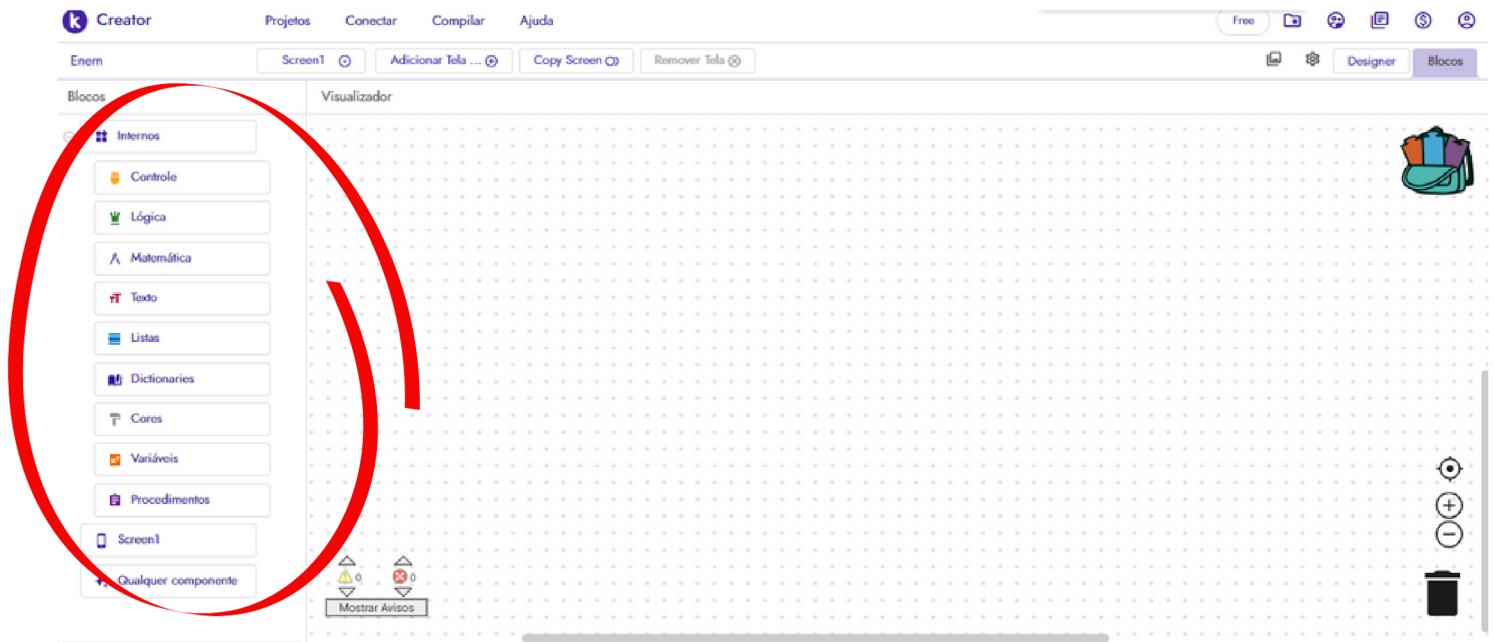 Creator Projetos Conectar Compilar Ajuda Free
Enem Screen1 Adicionar Tela ... Copy Screen Remover Tela Designer Blocos
Blocos Visualizador
Internos
Controle
Lógica
Matemática
Texto
Listas
Dictionaries
Cores
Variáveis
Procedimentos
Screen1
Qualquer componente
0 0
Mostrar Avisos